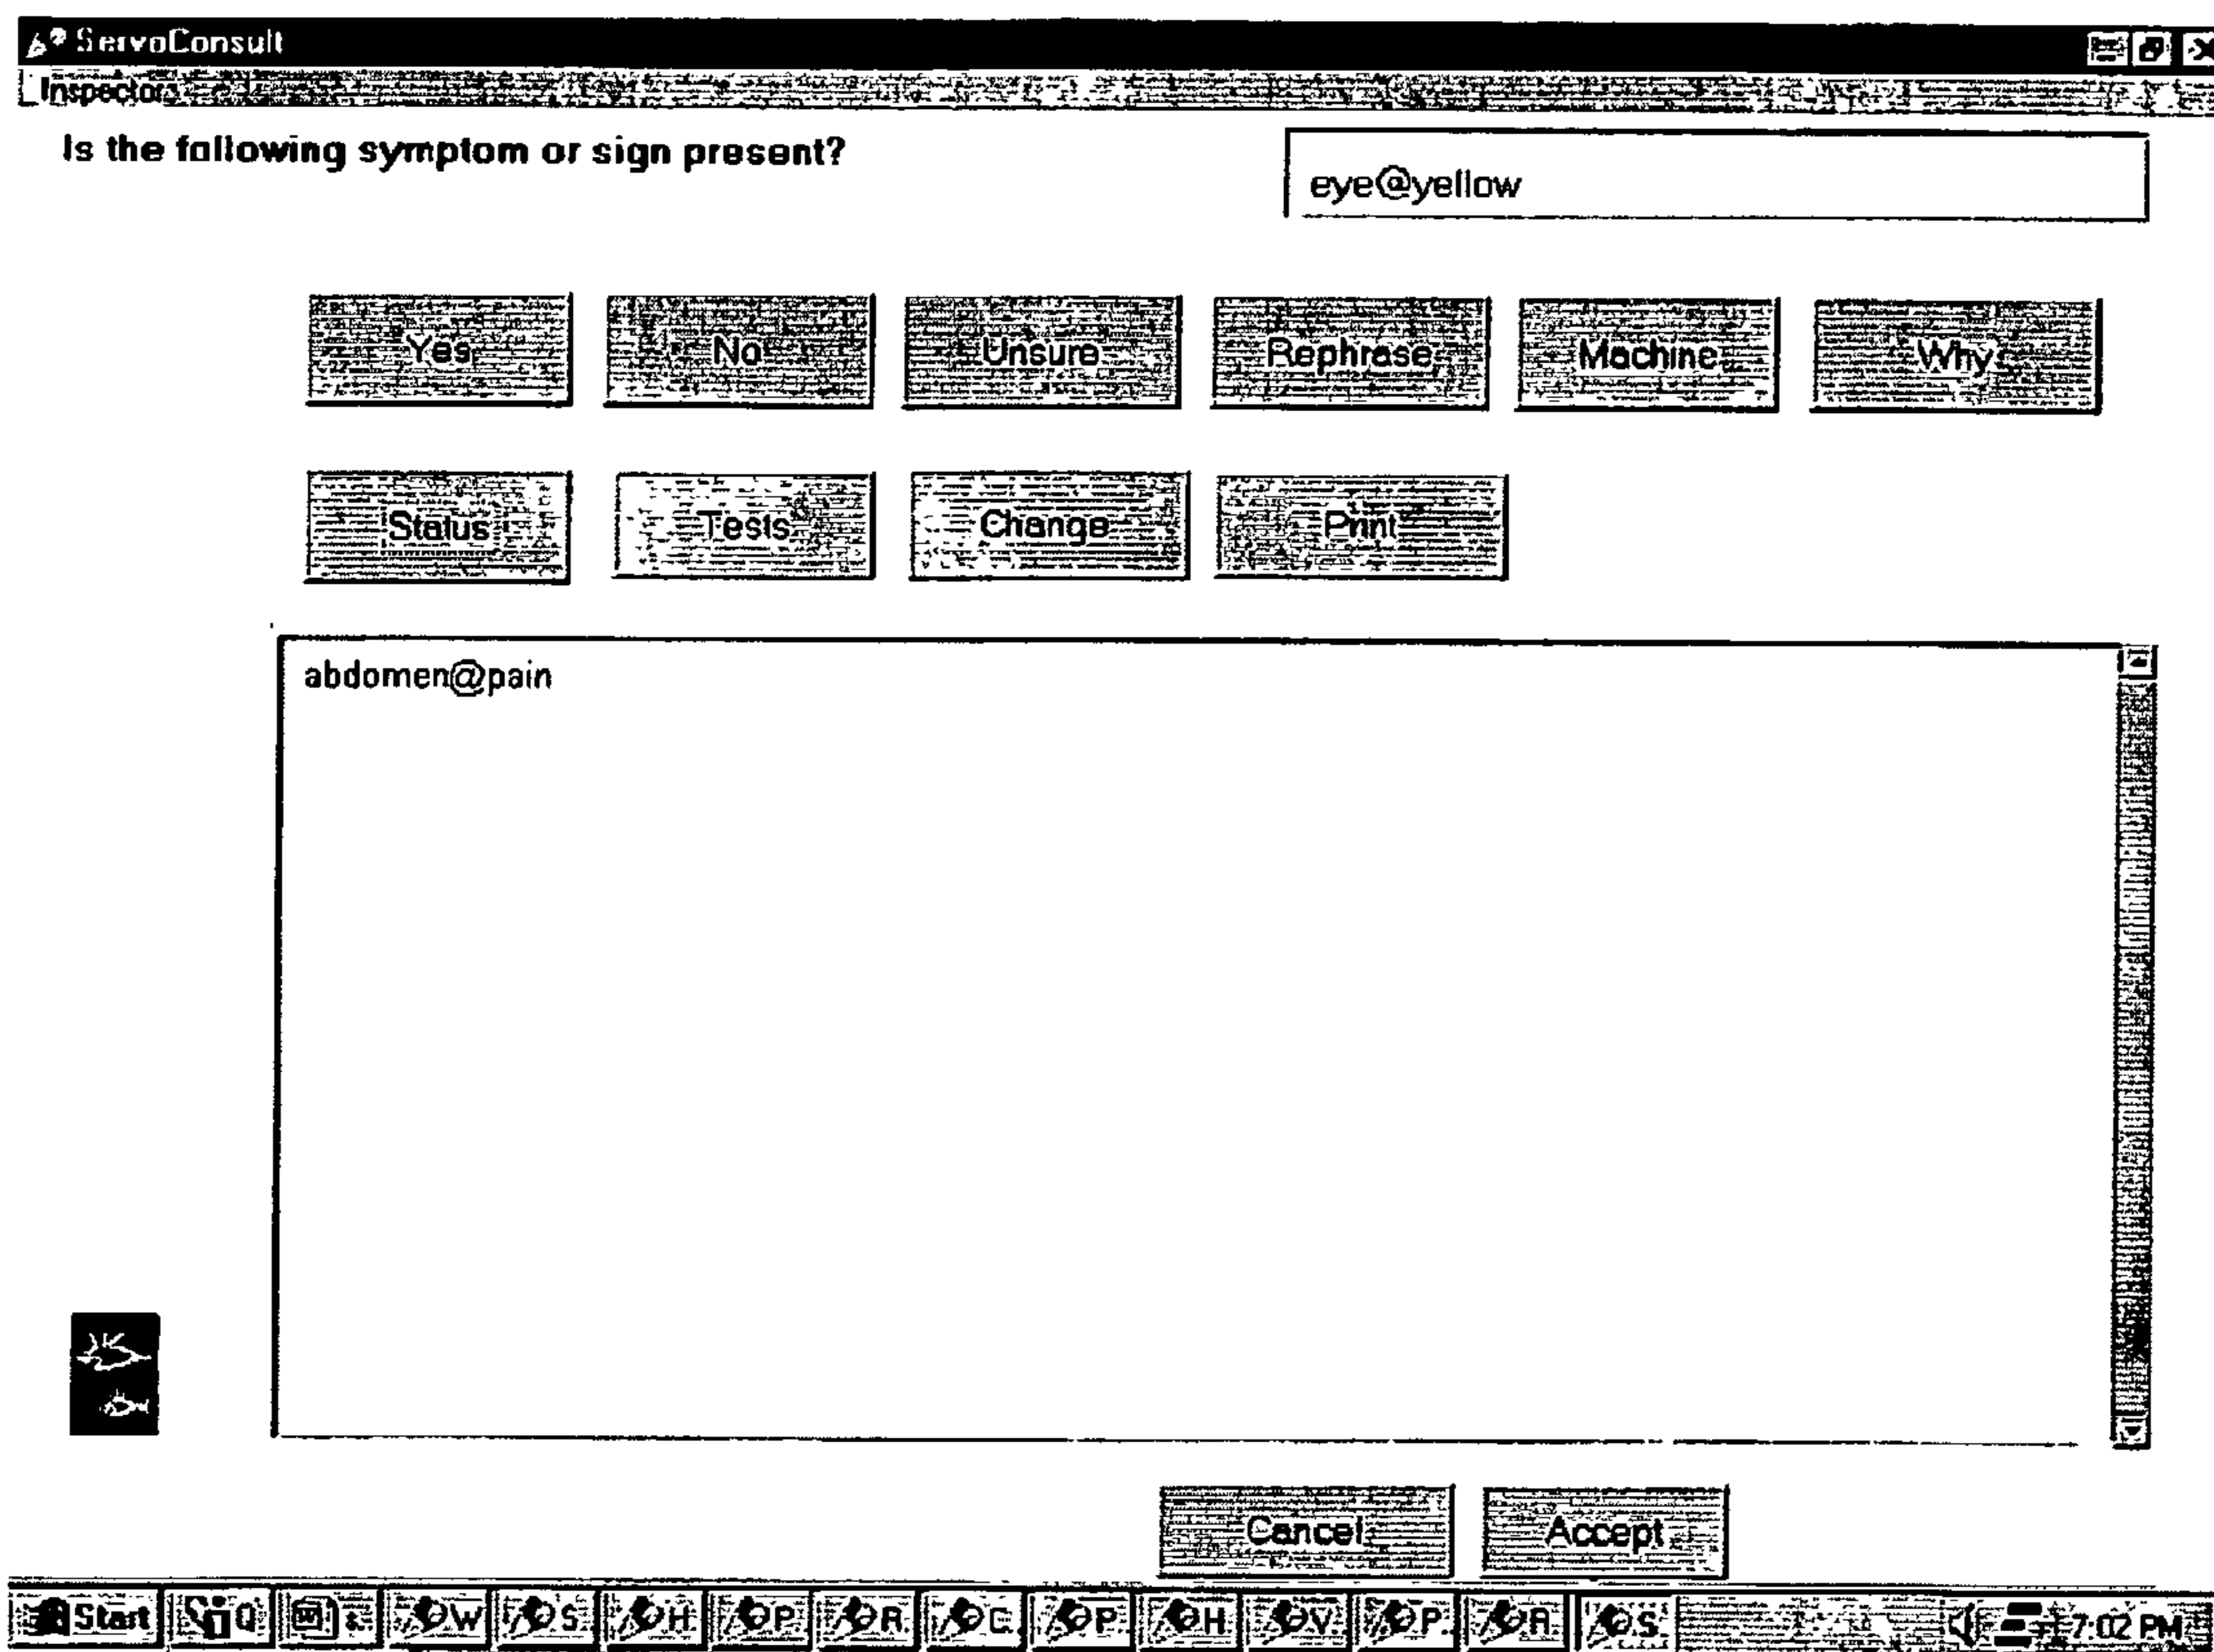 ServoConsult
Inspector
Is the following symptom or sign present?
eye@yellow
Yes No Unsure Rephrase Machine Why
Status Tests Change Print
abdomen@pain
Cancel Accept
Start Q W S H P R C P H V P A S 7:02 PM